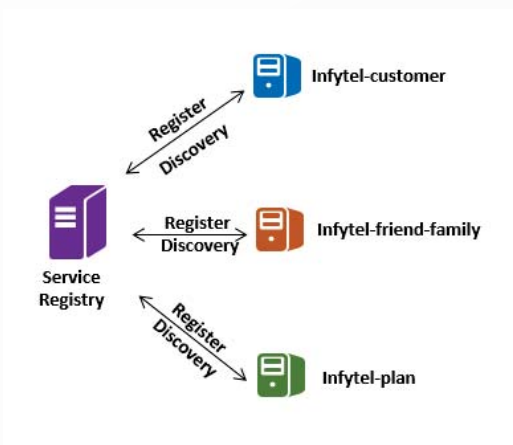 Infytel-customer
Register
Discovery
Register
Discovery
Infytel-friend-family
Service
Registry
Register
Discovery
Infytel-plan